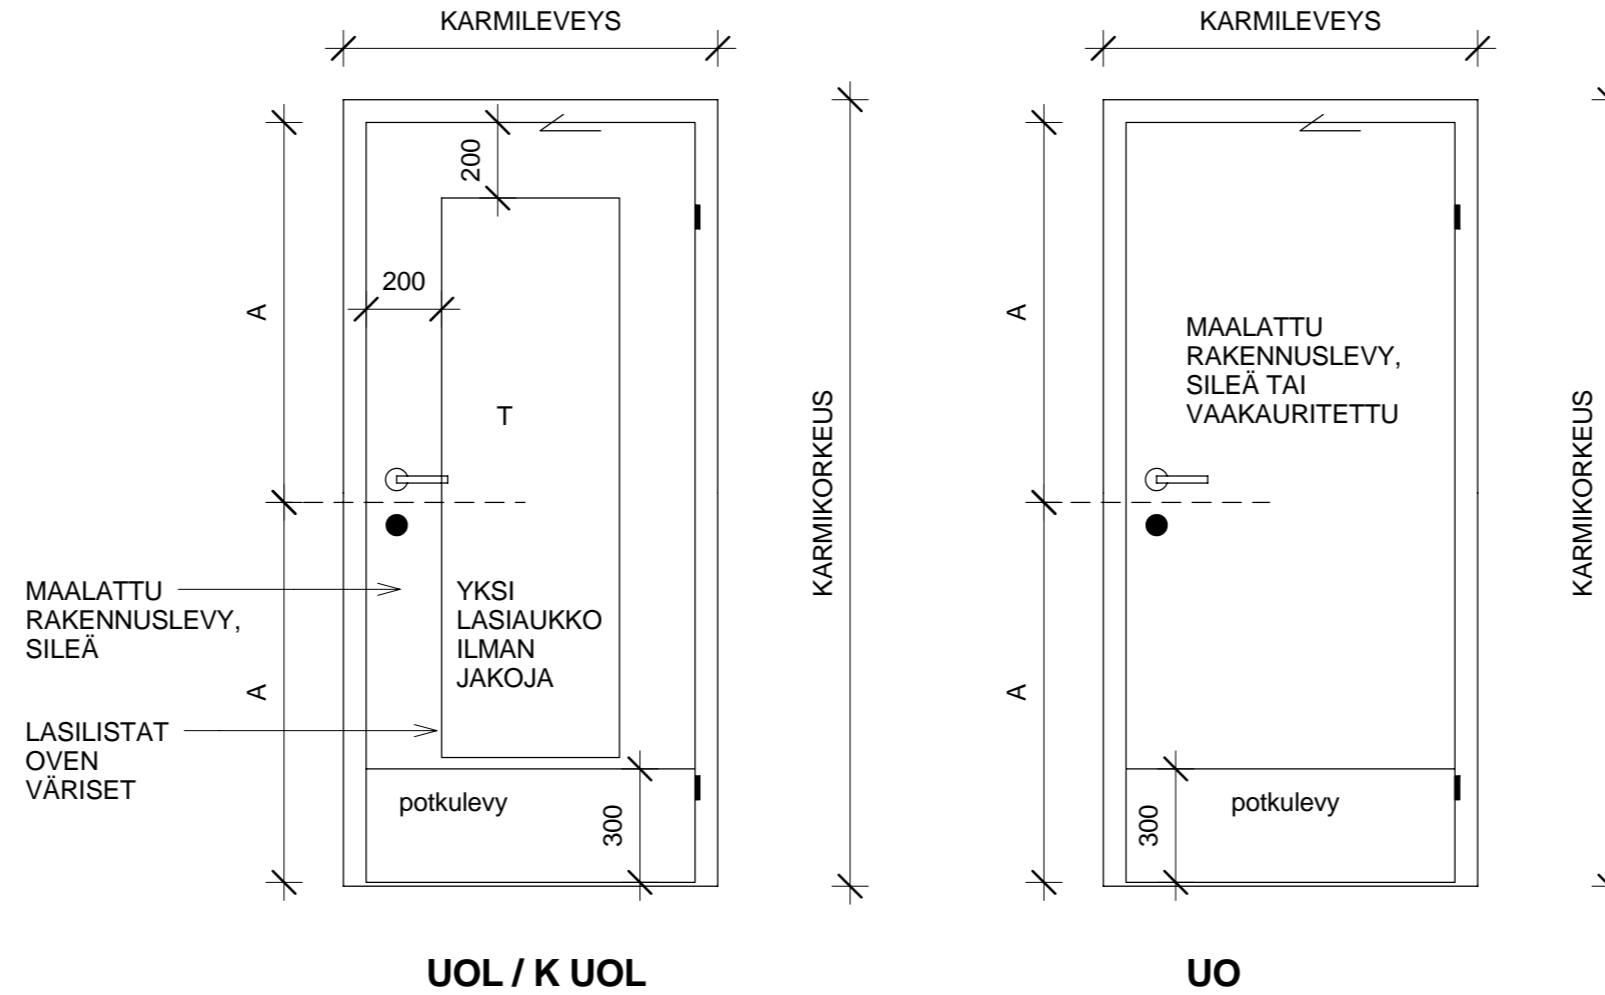 KARMILEVEYS
200
200
A
T
KARMIKORKEUS
MAALATTU
RAKENNUSLEVY,
SILEÄ
YKSI
LASIAUKKO
ILMAN
JAKOJA
A
LASILISTAT
OVEN
VÄRISET
potkulevy
300
UOL / K UOL
KARMILEVEYS
A
MAALATTU
RAKENNUSLEVY,
SILEÄ TAI
VAAKAURITETTU
KARMIKORKEUS
A
300
potkulevy
UO